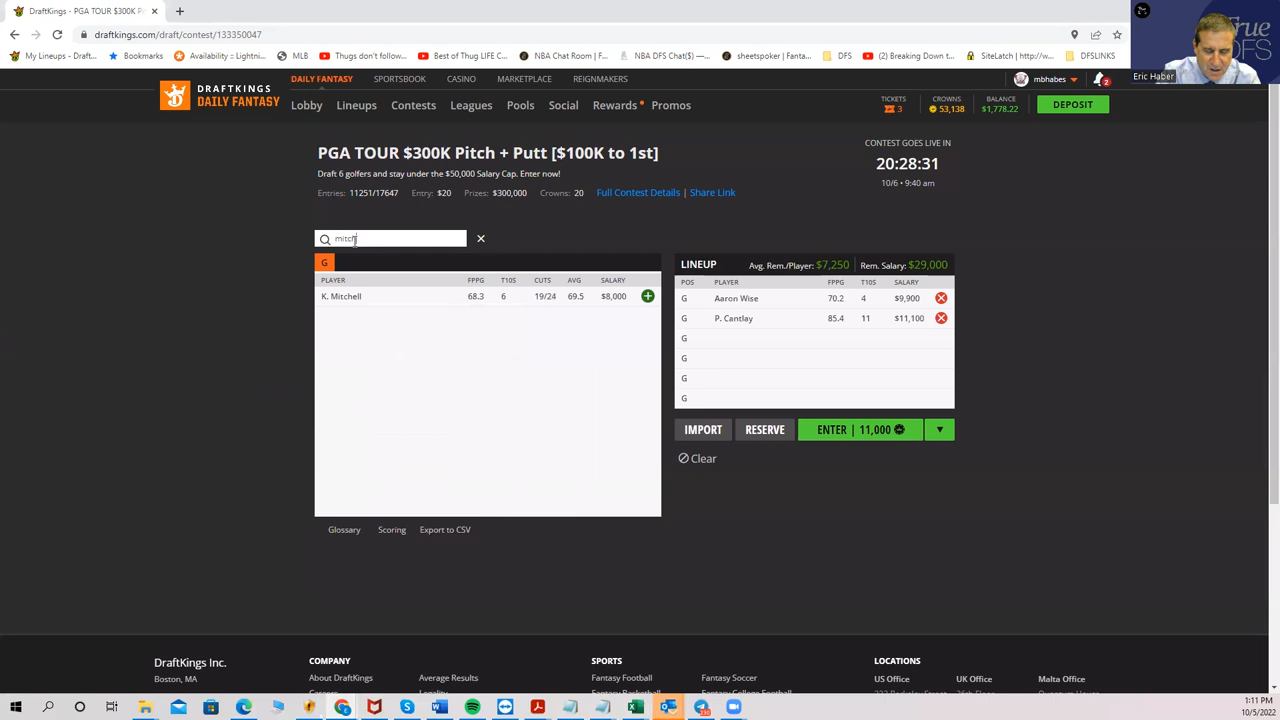 DraftKings - PGA TOUR $300K Pi
draftkings.com/draft/contest/133350047
My Lineups - Draft... Bookmarks Availability :: Lightni... MLB Thugs don't follow... Best of Thug LIFE C... NBA Chat Room | F... NBA DFS Chat($) —... sheetspoker | Fanta... DFS (2) Breaking Down t... SiteLatch | http://w... DFSLINKS
True DFS
Eric Haber
DRAFTKINGS
DAILY FANTASY
DAILY FANTASY SPORTSBOOK CASINO MARKETPLACE REIGNMAKERS
mbhabes 2
Lobby Lineups Contests Leagues Pools Social Rewards Promos
TICKETS CROWNS BALANCE
3 53,138 $1,778.22
DEPOSIT
PGA TOUR $300K Pitch + Putt [$100K to 1st]
Draft 6 golfers and stay under the $50,000 Salary Cap. Enter now!
Entries: 11251/17647 Entry: $20 Prizes: $300,000 Crowns: 20 Full Contest Details | Share Link
CONTEST GOES LIVE IN
20:28:31
10/6 • 9:40 am
mitch
G
PLAYER FPPG T10S CUTS AVG SALARY
K. Mitchell 68.3 6 19/24 69.5 $8,000
LINEUP Avg. Rem./Player: $7,250 Rem. Salary: $29,000
POS PLAYER FPPG T10S SALARY
G Aaron Wise 70.2 4 $9,900
G P. Cantlay 85.4 11 $11,100
G
G
G
G
IMPORT RESERVE ENTER | 11,000
Clear
Glossary Scoring Export to CSV
DraftKings Inc.
Boston, MA
COMPANY
About DraftKings Average Results
SPORTS
Fantasy Football Fantasy Soccer
LOCATIONS
US Office UK Office Malta Office
1:11 PM
10/5/2022